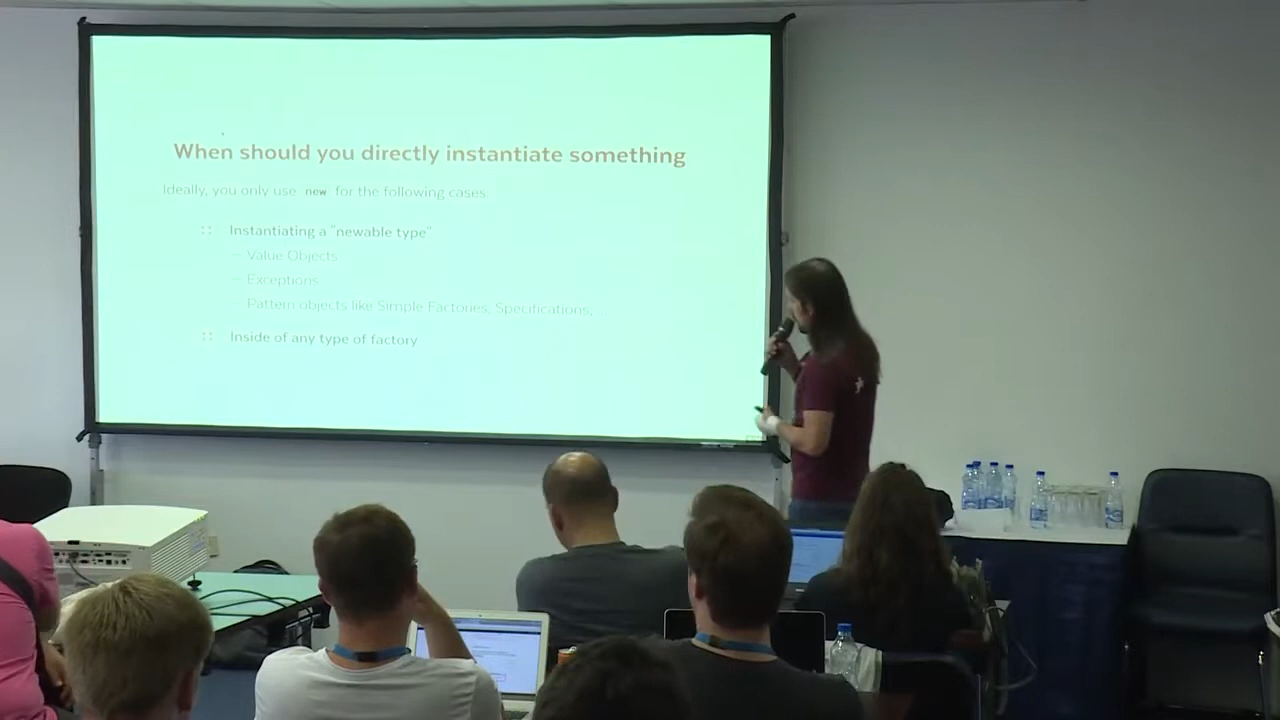 When should you directly instantiate something
Ideally, you only use new for the following cases:
Instantiating a "newable type"
– Value Objects
– Exceptions
– Pattern objects like Simple Factories, Specifications, ...
Inside of any type of factory